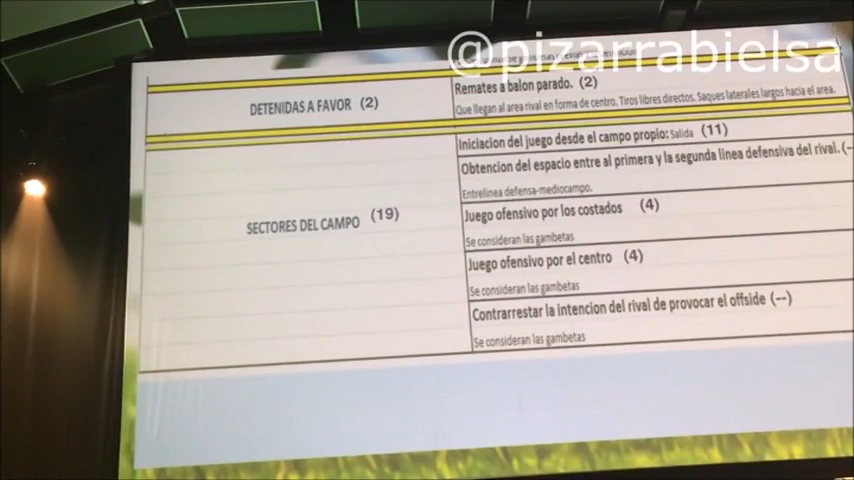 @pizarrabielsa
DETENIDAS A FAVOR (2)
Remates a balon parado. (2)
Que llegan al area rival en forma de centro. Tiros libres directos. Saques laterales largos hacia el area.
SECTORES DEL CAMPO (19)
Iniciacion del juego desde el campo propio: Salida (11)
Obtencion del espacio entre al primera y la segunda linea defensiva del rival. (-
Entrelinea defensa-mediocampo.
Juego ofensivo por los costados (4)
Se consideran las gambetas
Juego ofensivo por el centro (4)
Se consideran las gambetas
Contrarrestar la intencion del rival de provocar el offside (--)
Se consideran las gambetas